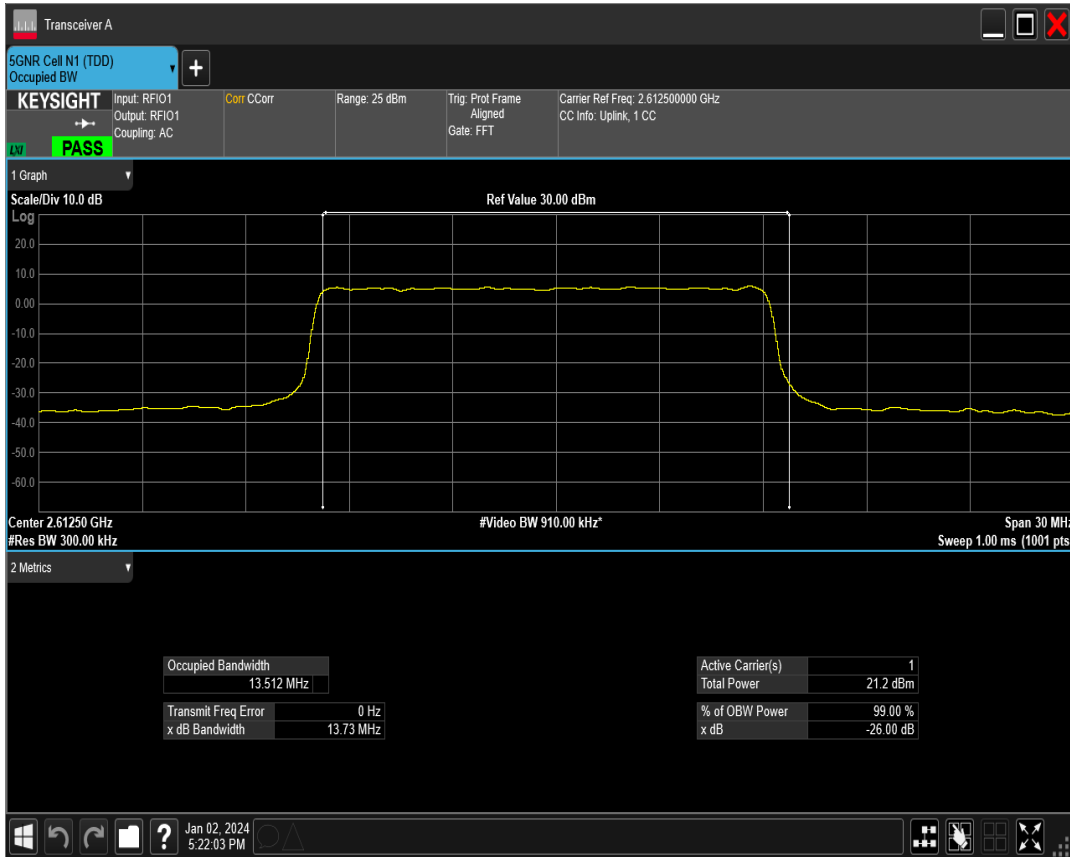 Transceiver A
5GNR Cell N1 (TDD)
Occupied BW
+
KEYSIGHT
LXI
PASS
Input: RFIO1
Output: RFIO1
Coupling: AC
Corr CCorr
Range: 25 dBm
Trig: Prot Frame
Aligned
Gate: FFT
Carrier Ref Freq: 2.612500000 GHz
CC Info: Uplink, 1 CC
1 Graph
Scale/Div 10.0 dB
Ref Value 30.00 dBm
Log
20.0
10.0
0.00
-10.0
-20.0
-30.0
-40.0
-50.0
-60.0
Center 2.61250 GHz
#Video BW 910.00 kHz*
Span 30 MHz
#Res BW 300.00 kHz
Sweep 1.00 ms (1001 pts
2 Metrics
Occupied Bandwidth
13.512 MHz
Transmit Freq Error 0 Hz
x dB Bandwidth 13.73 MHz
Active Carrier(s) 1
Total Power 21.2 dBm
% of OBW Power 99.00 %
x dB -26.00 dB
?
Jan 02, 2024
5:22:03 PM